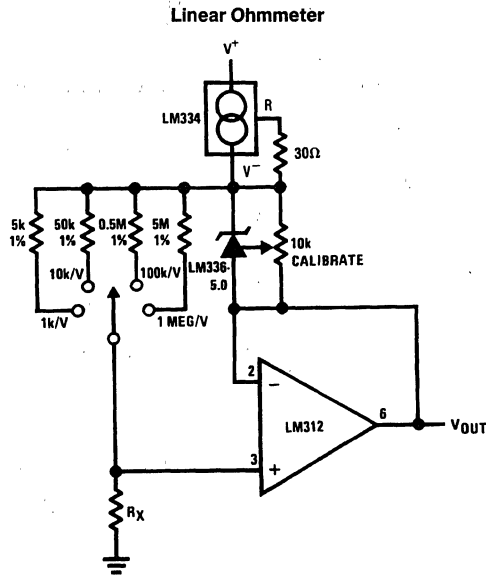 Linear Ohmmeter
V+
LM334
R
30Ω
V−
5k
1%
50k
1%
0.5M
1%
5M
1%
10k/V
100k/V
1k/V
1 MEG/V
LM336-
5.0
10k
CALIBRATE
2
−
LM312
6
VOUT
3
+
RX